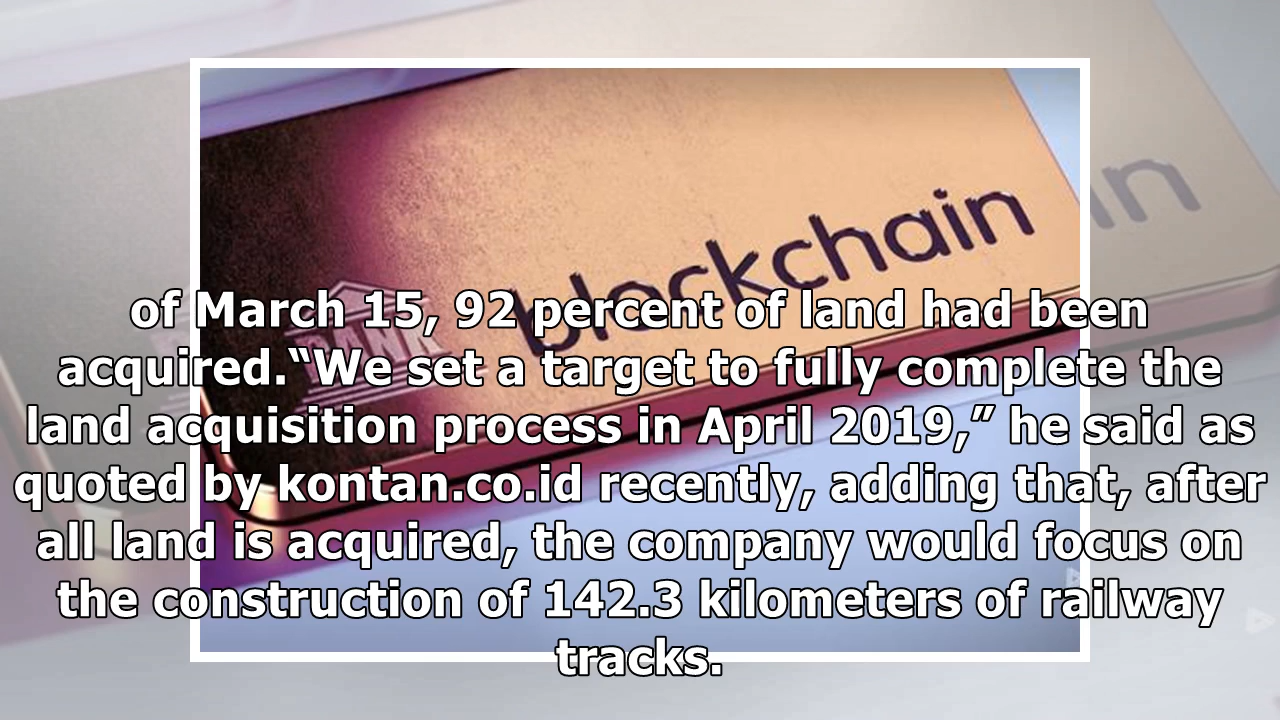 blockchain
in
BANK
of March 15, 92 percent of land had been
acquired.“We set a target to fully complete the
land acquisition process in April 2019,” he said as
quoted by kontan.co.id recently, adding that, after
all land is acquired, the company would focus on
the construction of 142.3 kilometers of railway
tracks.